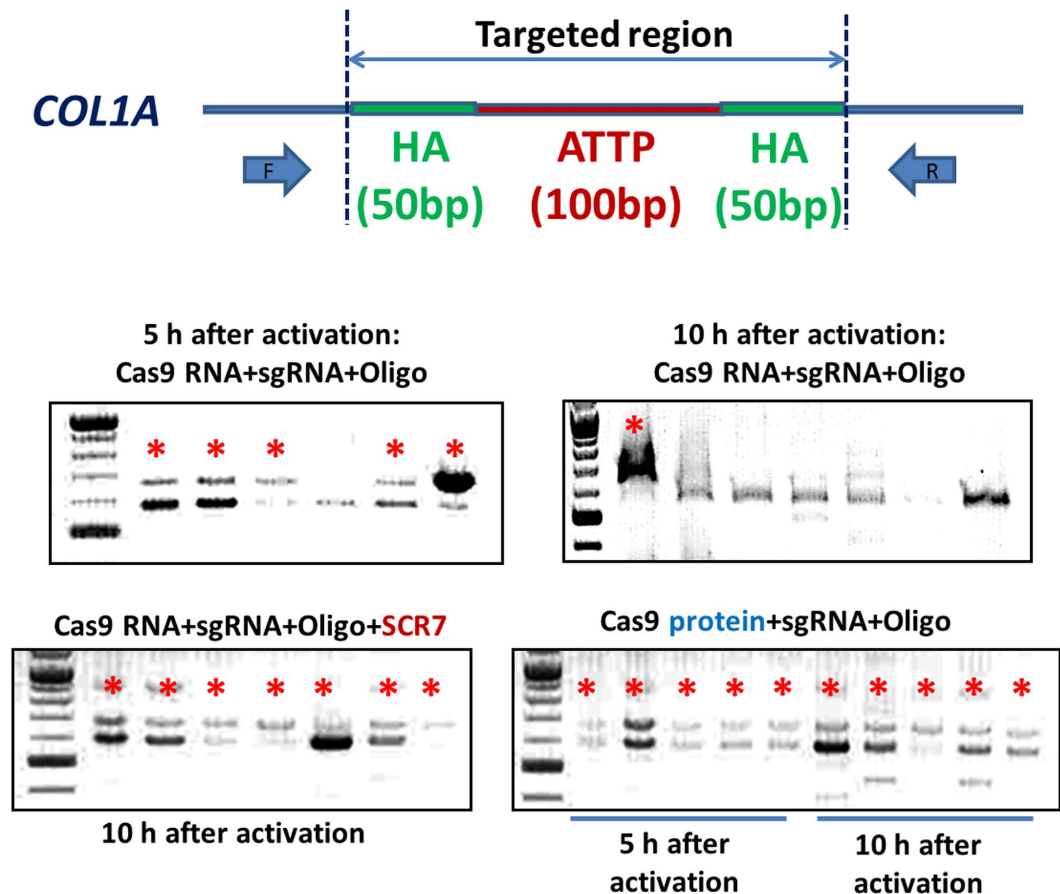 Targeted region
COL1A
HA
(50bp)
ATTP
(100bp)
HA
(50bp)
F
R
5 h after activation:
Cas9 RNA+sgRNA+Oligo
* * * * *
10 h after activation:
Cas9 RNA+sgRNA+Oligo
*
Cas9 RNA+sgRNA+Oligo+SCR7
* * * * * * *
10 h after activation
Cas9 protein+sgRNA+Oligo
* * * * * * * * * *
5 h after
activation
10 h after
activation